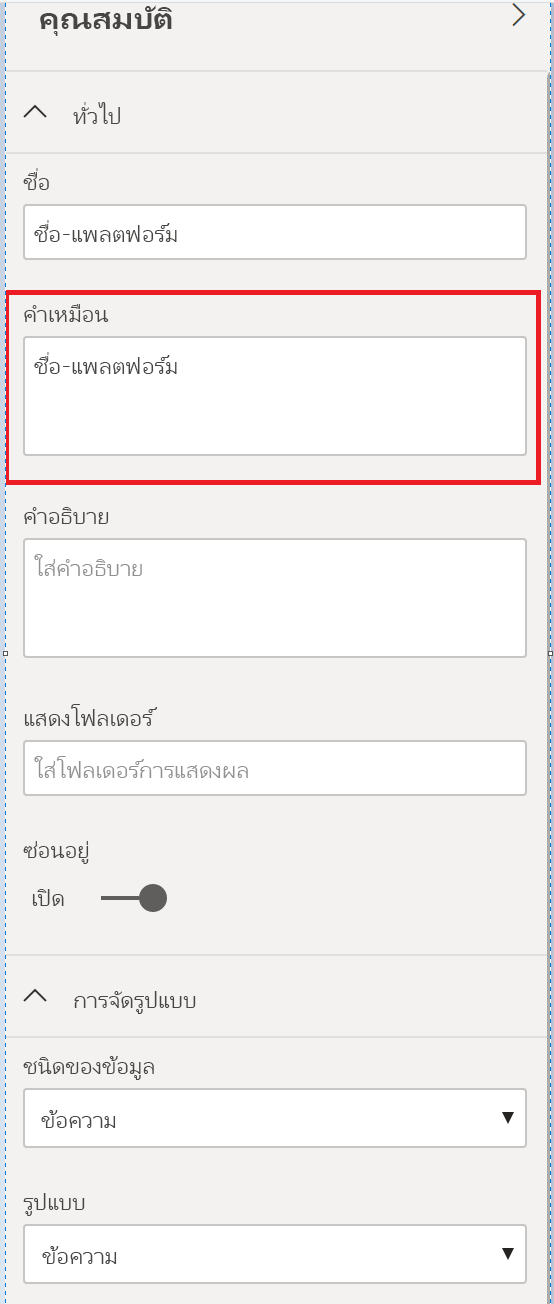 คุณสมบัติ
ทั่วไป
ชื่อ
ชื่อ-แพลตฟอร์ม
คำเหมือน
ชื่อ-แพลตฟอร์ม
คำอธิบาย
ใส่คำอธิบาย
แสดงโฟลเดอร์
ใส่โฟลเดอร์การแสดงผล
ซ่อนอยู่
เปิด
การจัดรูปแบบ
ชนิดของข้อมูล
ข้อความ
รูปแบบ
ข้อความ